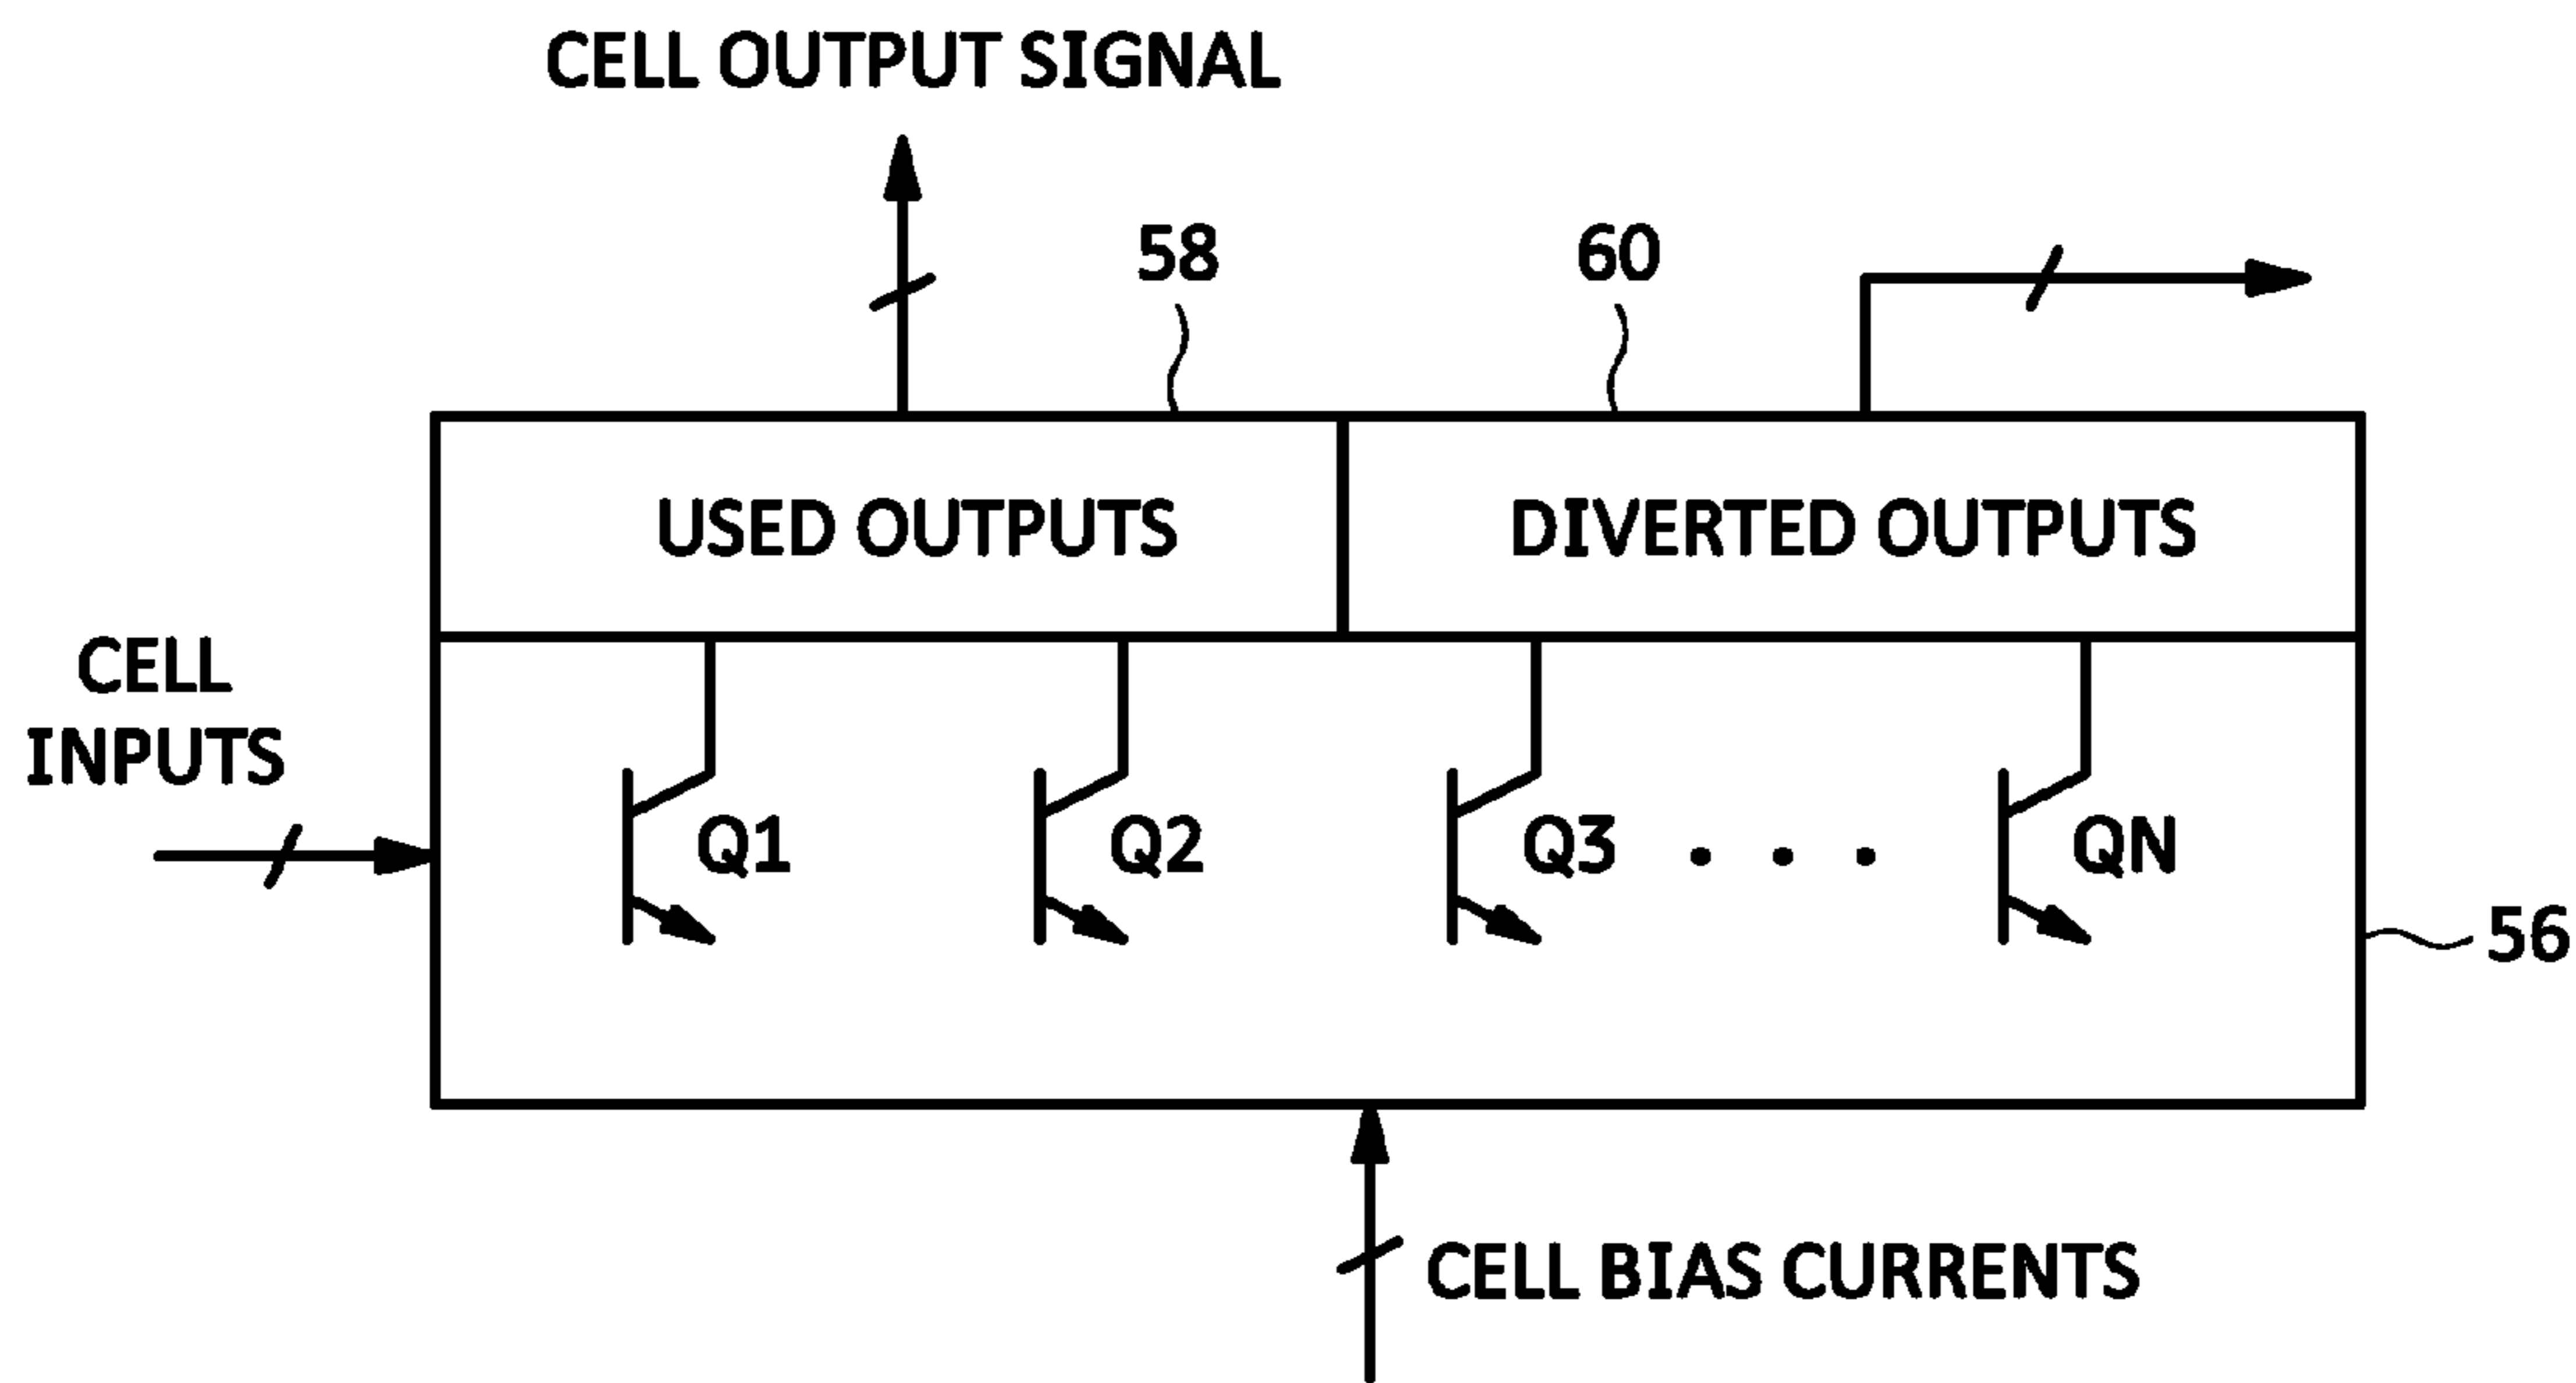 CELL OUTPUT SIGNAL
58
60
USED OUTPUTS
DIVERTED OUTPUTS
CELL
INPUTS
Q1
Q2
Q3
QN
56
CELL BIAS CURRENTS